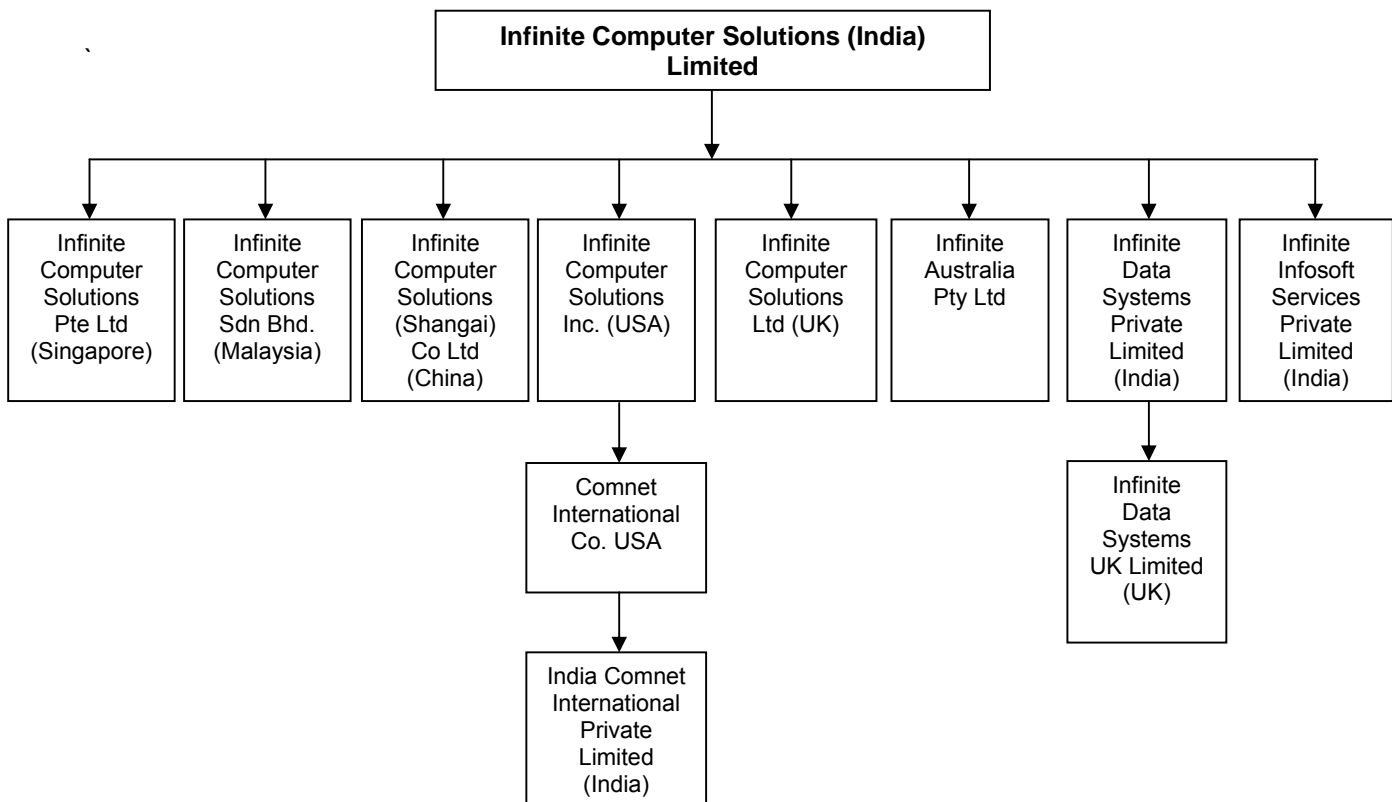 `
Infinite Computer Solutions (India)
Limited
Infinite
Computer
Solutions
Pte Ltd
(Singapore)
Infinite
Computer
Solutions
Sdn Bhd.
(Malaysia)
Infinite
Computer
Solutions
(Shangai)
Co Ltd
(China)
Infinite
Computer
Solutions
Inc. (USA)
Infinite
Computer
Solutions
Ltd (UK)
Infinite
Australia
Pty Ltd
Infinite
Data
Systems
Private
Limited
(India)
Infinite
Infosoft
Services
Private
Limited
(India)
Comnet
International
Co. USA
Infinite
Data
Systems
UK Limited
(UK)
India Comnet
International
Private
Limited
(India)